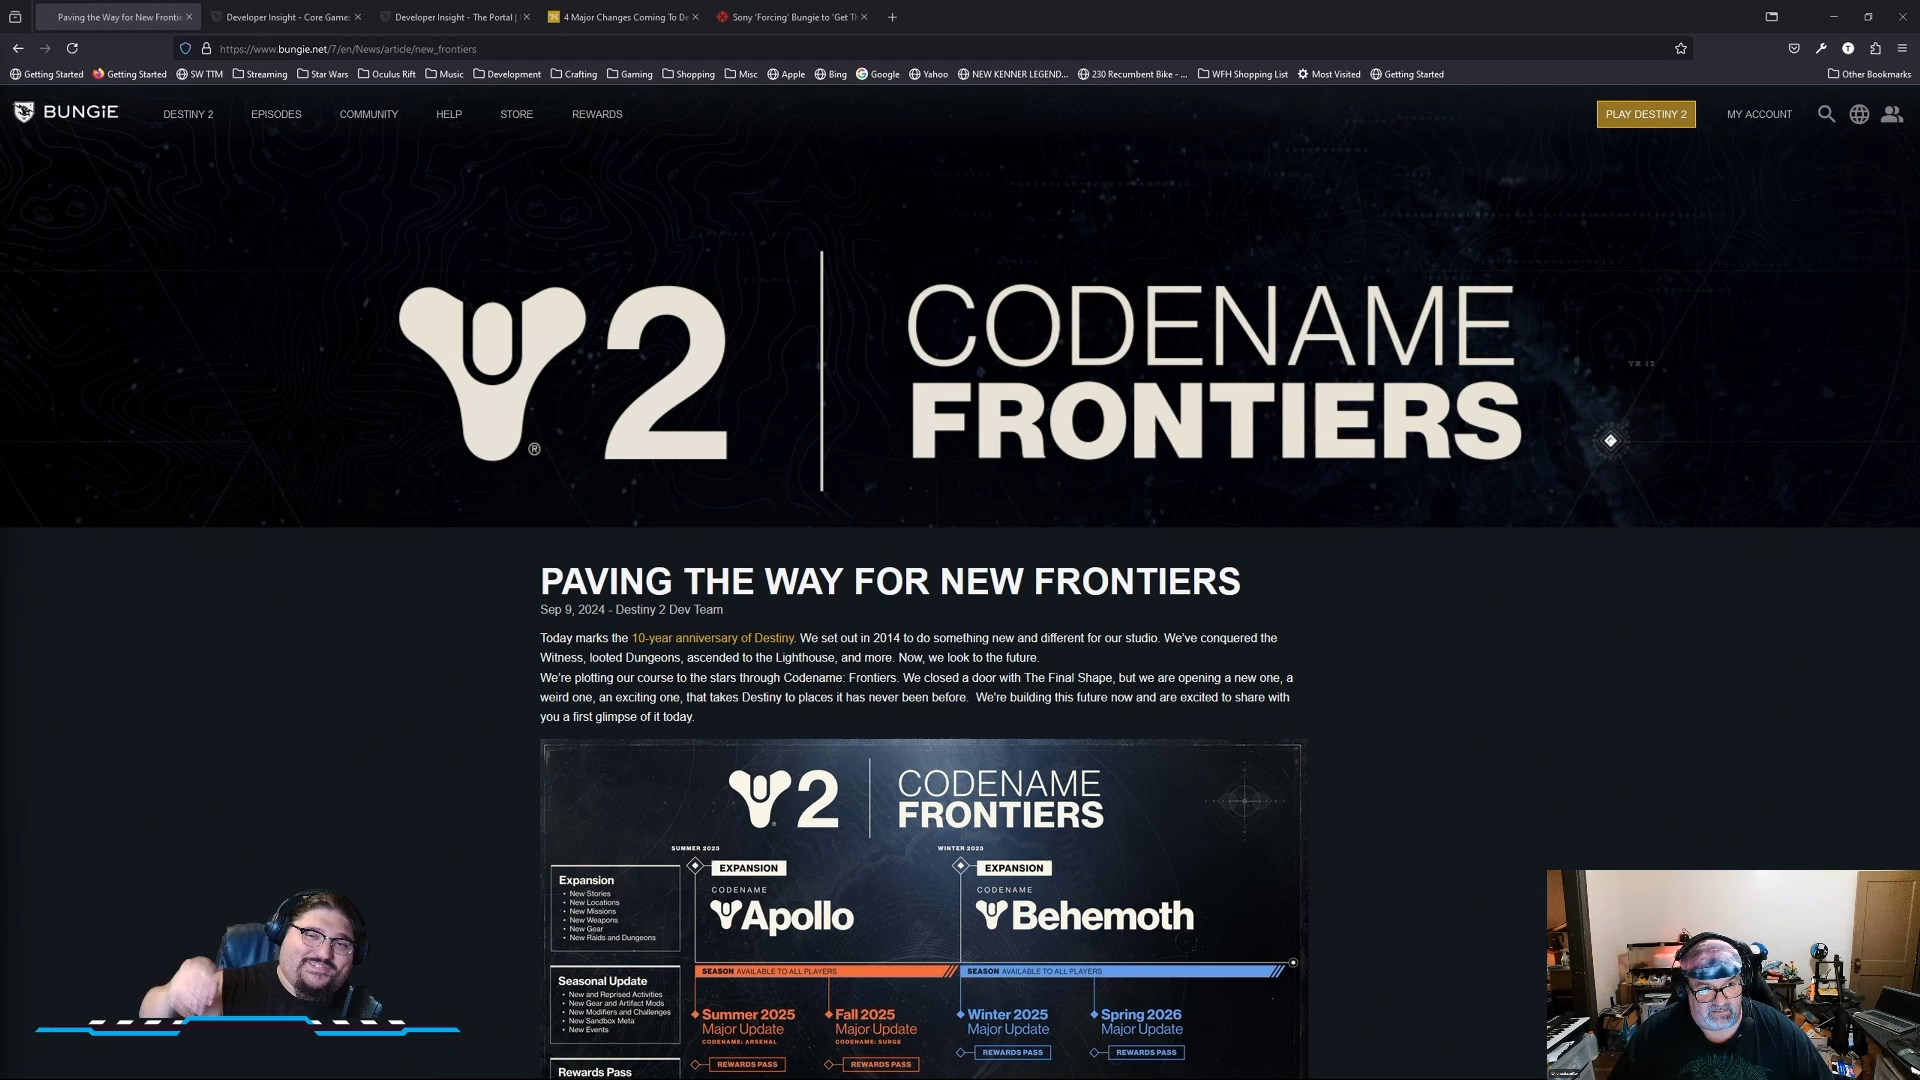 Paving the Way for New Frontie
Developer Insight - Core Game
Developer Insight - The Portal |
4 Major Changes Coming To De
Sony 'Forcing' Bungie to 'Get Th
https://www.bungie.net/7/en/News/article/new_frontiers
Getting Started
Getting Started
SW TTM
Streaming
Star Wars
Oculus Rift
Music
Development
Crafting
Gaming
Shopping
Misc
Apple
Bing
Google
Yahoo
NEW KENNER LEGEND...
230 Recumbent Bike - ...
WFH Shopping List
Most Visited
Getting Started
Other Bookmarks
BUNGiE
DESTINY 2
EPISODES
COMMUNITY
HELP
STORE
REWARDS
PLAY DESTINY 2
MY ACCOUNT
2
®
CODENAME
FRONTIERS
YR 12
PAVING THE WAY FOR NEW FRONTIERS
Sep 9, 2024 - Destiny 2 Dev Team
Today marks the 10-year anniversary of Destiny. We set out in 2014 to do something new and different for our studio. We've conquered the
Witness, looted Dungeons, ascended to the Lighthouse, and more. Now, we look to the future.
We're plotting our course to the stars through Codename: Frontiers. We closed a door with The Final Shape, but we are opening a new one, a
weird one, an exciting one, that takes Destiny to places it has never been before. We're building this future now and are excited to share with
you a first glimpse of it today.
2
CODENAME
FRONTIERS
SUMMER 2025
WINTER 2025
EXPANSION
EXPANSION
CODENAME
Apollo
CODENAME
Behemoth
Expansion
• New Stories
• New Locations
• New Missions
• New Weapons
• New Gear
• New Raids and Dungeons
SEASON AVAILABLE TO ALL PLAYERS
SEASON AVAILABLE TO ALL PLAYERS
Seasonal Update
• New and Reprised Activities
• New Gear and Artifact Mods
• New Modifiers and Challenges
• New Sandbox Meta
• New Events
Summer 2025
Major Update
CODENAME: ARSENAL
REWARDS PASS
Fall 2025
Major Update
CODENAME: SURGE
REWARDS PASS
Winter 2025
Major Update
REWARDS PASS
Spring 2026
Major Update
REWARDS PASS
Rewards Pass